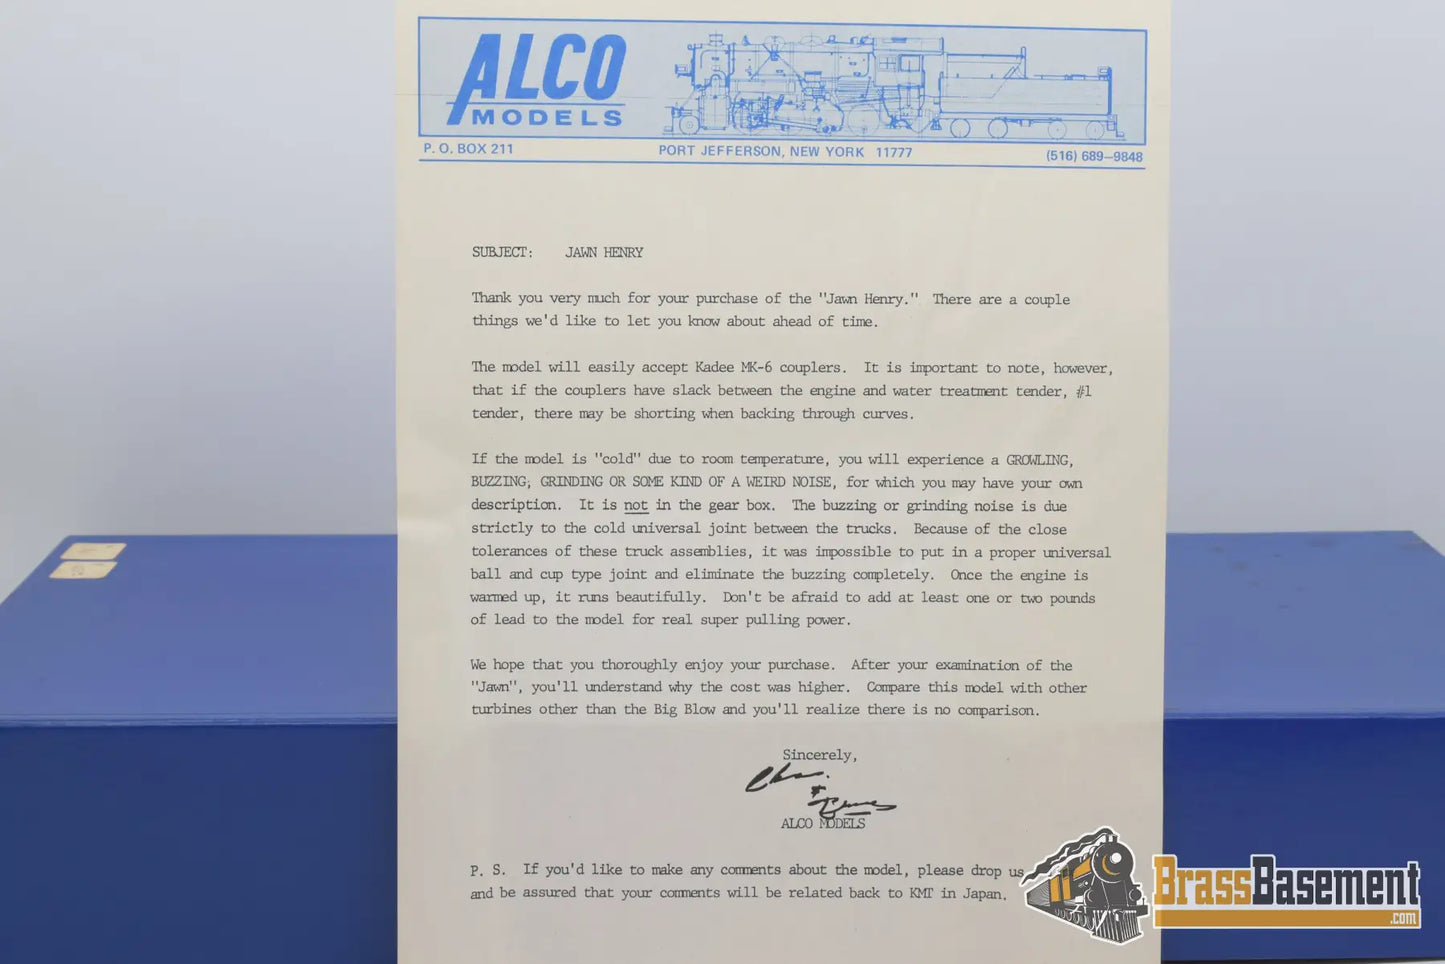 ALCO
MODELS
P. O. BOX 211 PORT JEFFERSON, NEW YORK 11777 (516) 689-9848
SUBJECT: JAWN HENRY
Thank you very much for your purchase of the "Jawn Henry." There are a couple
things we'd like to let you know about ahead of time.
The model will easily accept Kadee MK-6 couplers. It is important to note, however,
that if the couplers have slack between the engine and water treatment tender, #1
tender, there may be shorting when backing through curves.
If the model is "cold" due to room temperature, you will experience a GROWLING,
BUZZING, GRINDING OR SOME KIND OF A WEIRD NOISE, for which you may have your own
description. It is not in the gear box. The buzzing or grinding noise is due
strictly to the cold universal joint between the trucks. Because of the close
tolerances of these truck assemblies, it was impossible to put in a proper universal
ball and cup type joint and eliminate the buzzing completely. Once the engine is
warmed up, it runs beautifully. Don't be afraid to add at least one or two pounds
of lead to the model for real super pulling power.
We hope that you thoroughly enjoy your purchase. After your examination of the
"Jawn", you'll understand why the cost was higher. Compare this model with other
turbines other than the Big Blow and you'll realize there is no comparison.
Sincerely,
ALCO MODELS
P. S. If you'd like to make any comments about the model, please drop us
and be assured that your comments will be related back to KMT in Japan.
BrassBasement
.com